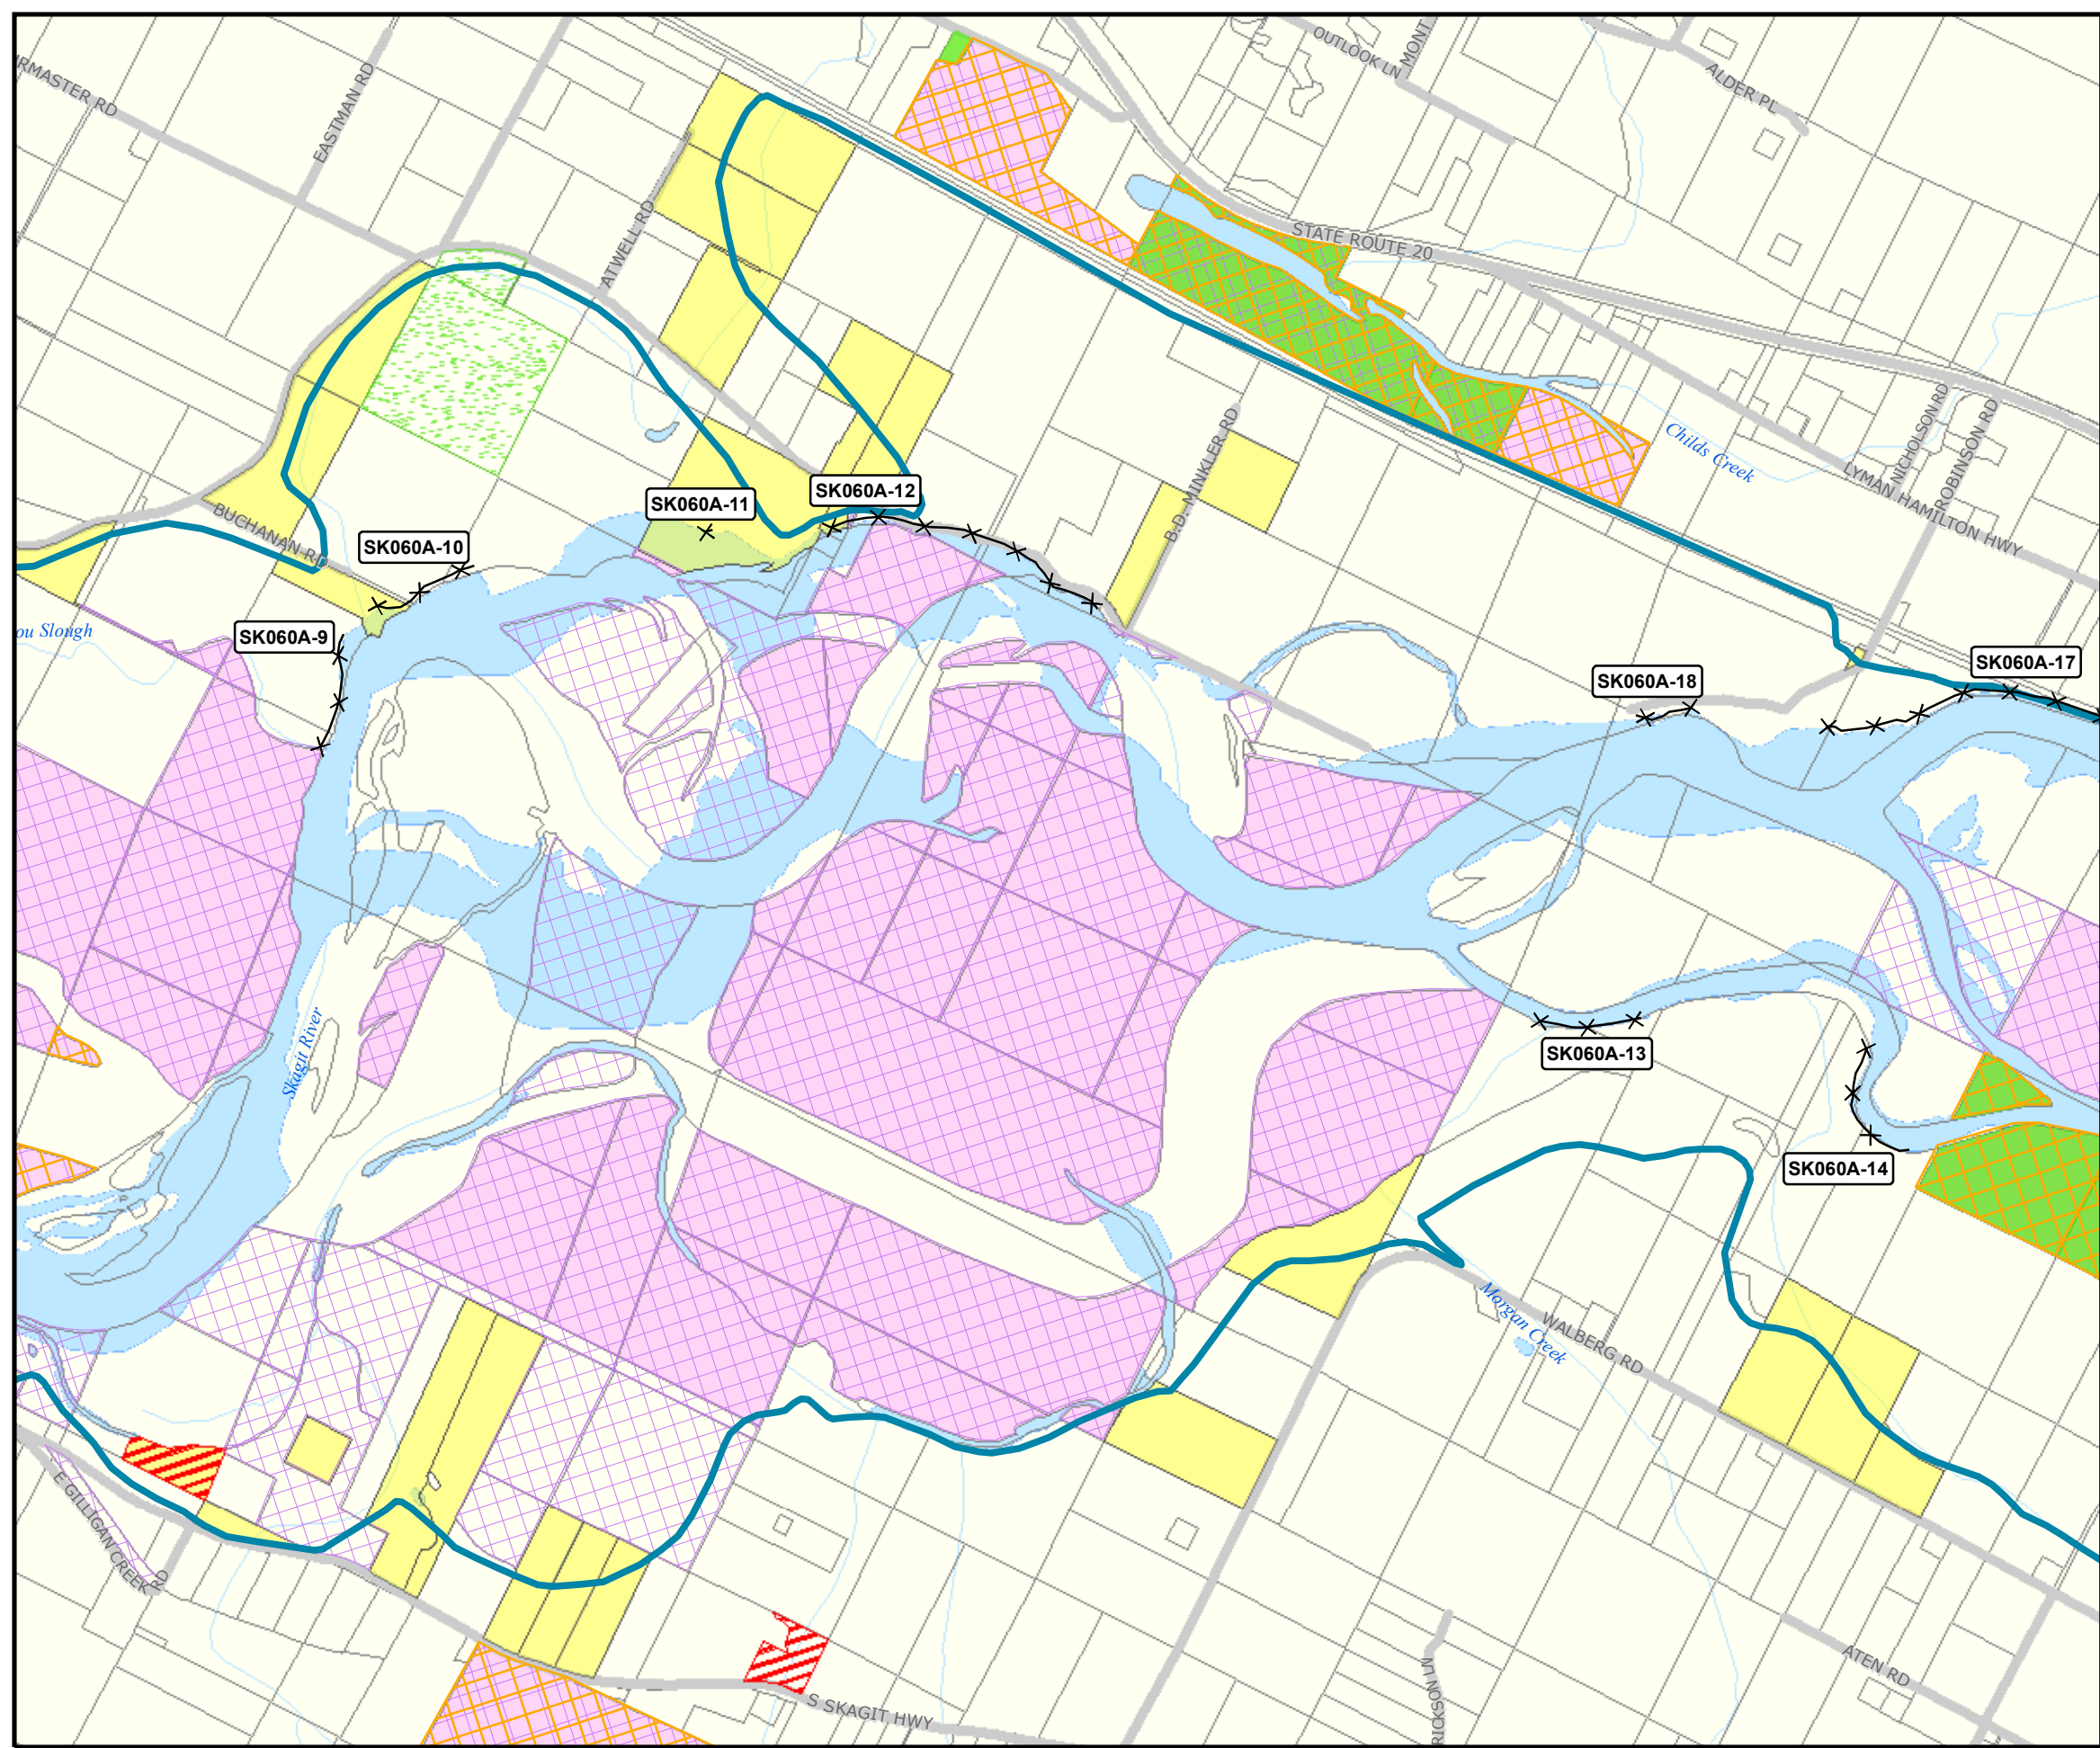 OUTLOOK LN
MONT
ALDER PL
RMASTER RD
EASTMAN RD
ATWELL RD
STATE ROUTE 20
B.D. MINKLER RD
NICHOLSON RD
ROBINSON RD
Childs Creek
LYMAN HAMILTON HWY
SK060A-12
SK060A-11
BUCHANAN RD
SK060A-10
ou Slough
SK060A-9
SK060A-17
SK060A-18
Skagit River
SK060A-13
SK060A-14
Morgan Creek
WALBERG RD
E GILLIGAN CREEK RD
S SKAGIT HWY
RICKSON LN
ATEN RD